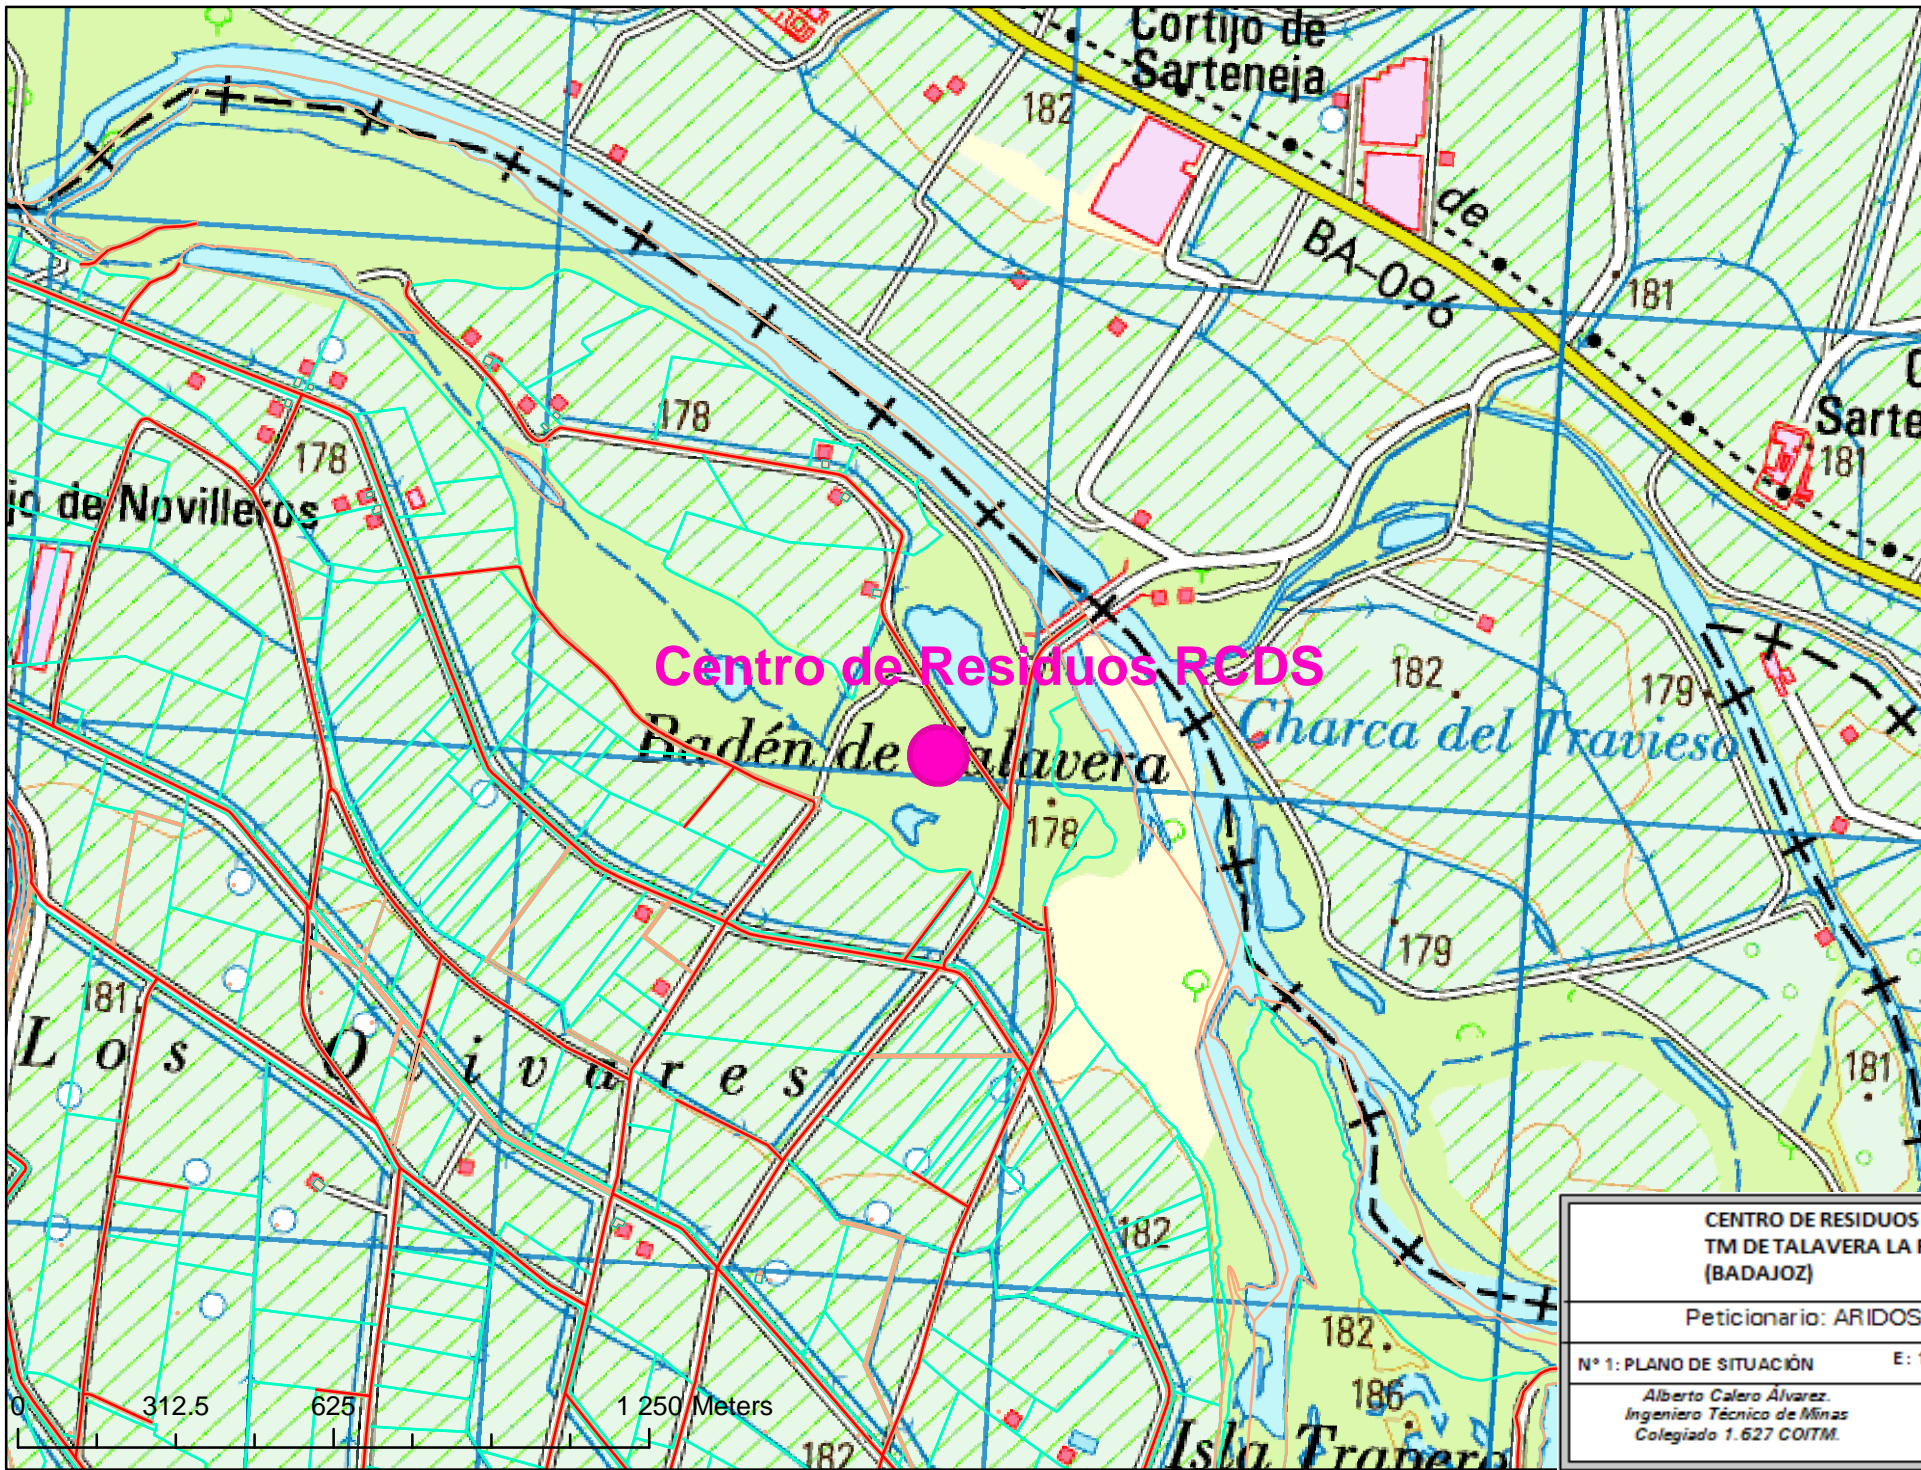 Cortijo de
Sarteneja
182
de
BA-096
181
178
Sarte
181
178
jo de Novilleros
Centro de Residuos RCDS
182
179
Charca del Travieso
Badén de Talavera
178
179
181
Los Olivares
181
182
182
186
182
Isla Trapero
0 312.5 625 1 250 Meters
CENTRO DE RESIDUOS
TM DE TALAVERA LA
(BADAJOZ)
Peticionario: ARIDOS
Nº 1: PLANO DE SITUACIÓN E: 1
Alberto Calero Álvarez.
Ingeniero Técnico de Minas
Colegiado 1.627 COITM.